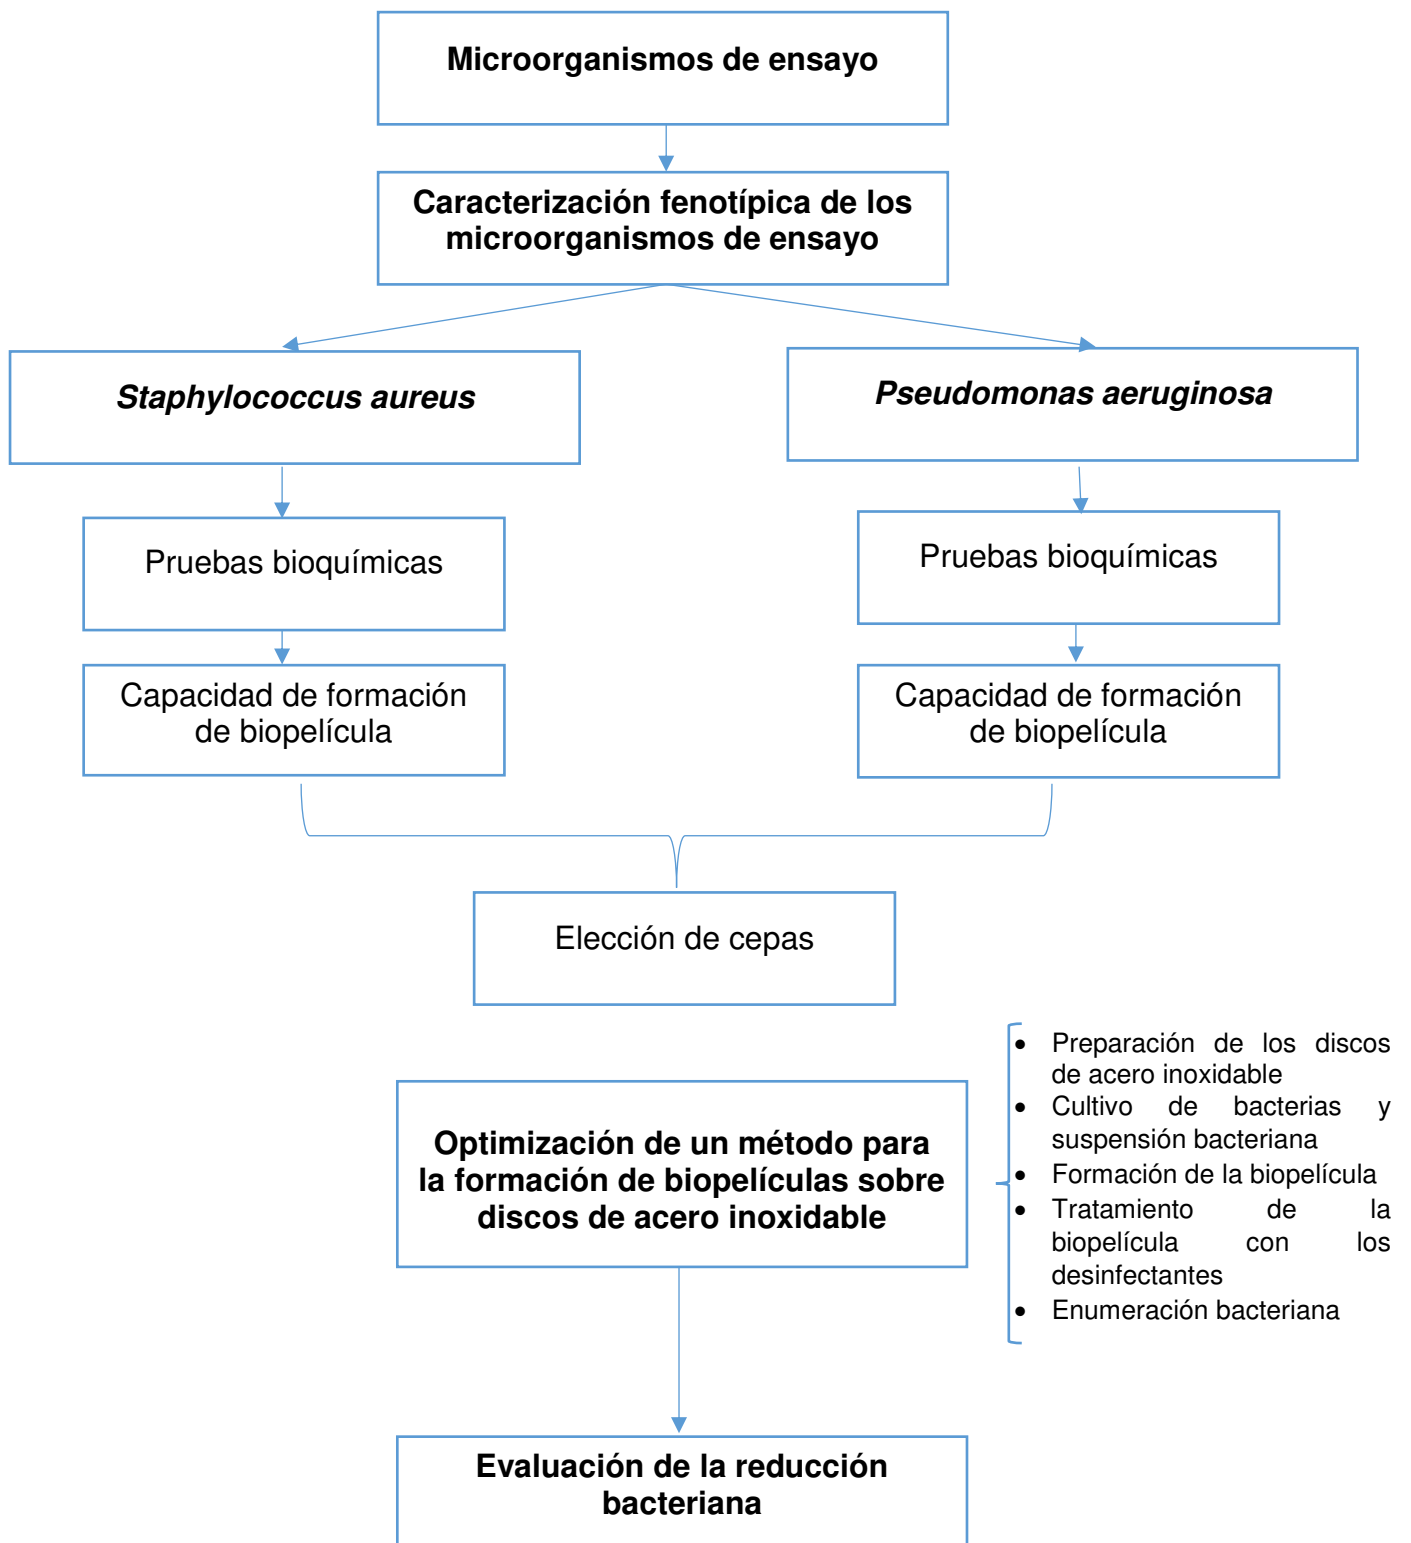 Microorganismos de ensayo
Caracterización fenotípica de los
microorganismos de ensayo
Staphylococcus aureus
Pseudomonas aeruginosa
Pruebas bioquímicas
Pruebas bioquímicas
Capacidad de formación
de biopelícula
Capacidad de formación
de biopelícula
Elección de cepas
Optimización de un método para
la formación de biopelículas sobre
discos de acero inoxidable
• Preparación de los discos
de acero inoxidable
• Cultivo de bacterias y
suspensión bacteriana
• Formación de la biopelícula
• Tratamiento de la
biopelícula con los
desinfectantes
• Enumeración bacteriana
Evaluación de la reducción
bacteriana